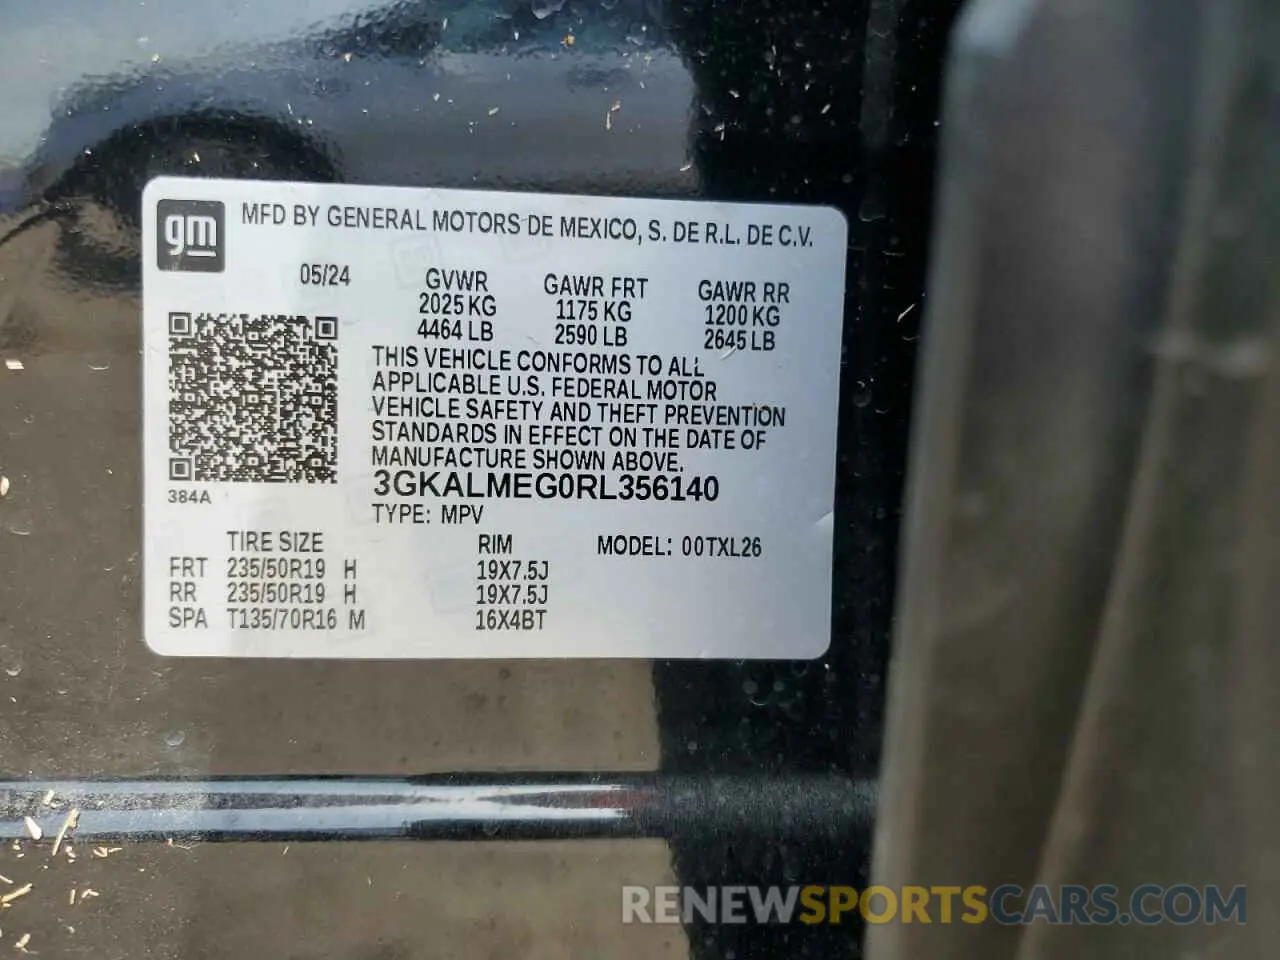 gm MFD BY GENERAL MOTORS DE MEXICO, S. DE R.L. DE C.V.
05/24 GVWR GAWR FRT GAWR RR
2025 KG 1175 KG 1200 KG
4464 LB 2590 LB 2645 LB
THIS VEHICLE CONFORMS TO ALL
APPLICABLE U.S. FEDERAL MOTOR
VEHICLE SAFETY AND THEFT PREVENTION
STANDARDS IN EFFECT ON THE DATE OF
MANUFACTURE SHOWN ABOVE.
384A 3GKALMEG0RL356140
TYPE: MPV
TIRE SIZE RIM MODEL: 00TXL26
FRT 235/50R19 H 19X7.5J
RR 235/50R19 H 19X7.5J
SPA T135/70R16 M 16X4BT
RENEWSPORTSCARS.COM